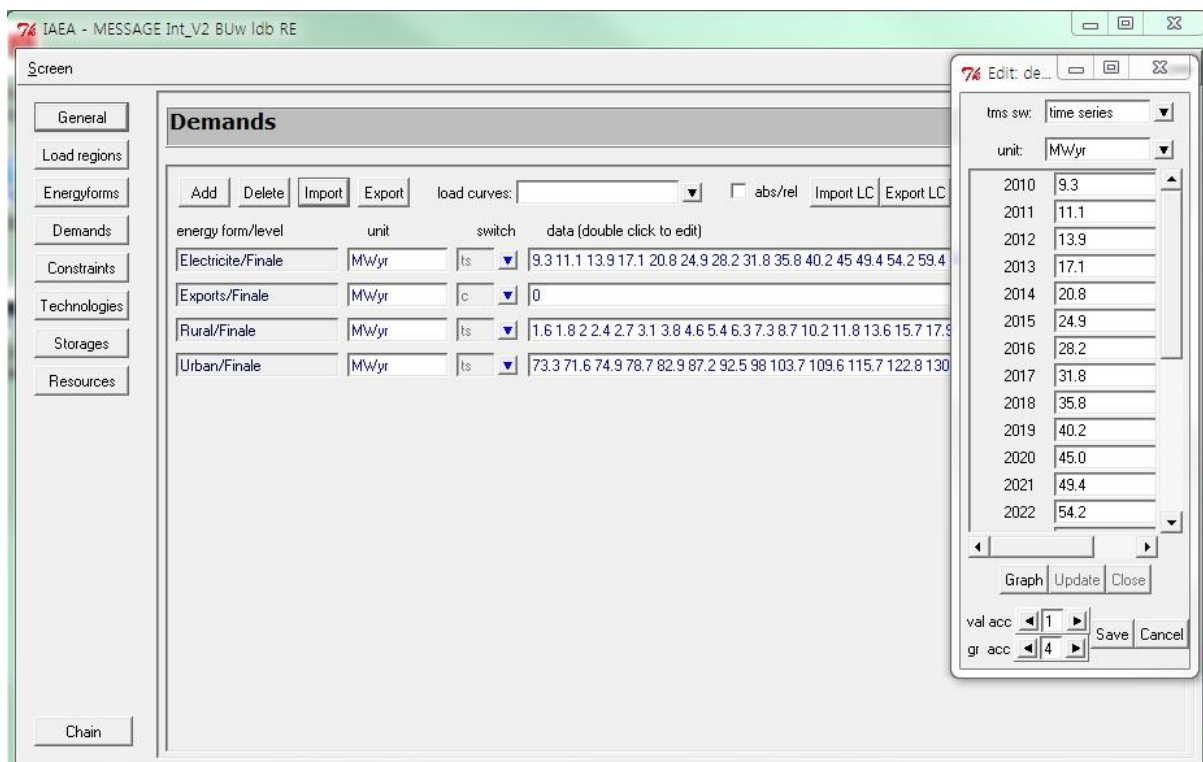 IAEA - MESSAGE Int_V2 BUw ldb RE
Screen
General
Load regions
Energyforms
Demands
Constraints
Technologies
Storages
Resources
Chain
Demands
Add Delete Import Export load curves: abs/rel Import LC Export LC
energy form/level unit switch data (double click to edit)
Electricite/Finale MWyr ts 9.3 11.1 13.9 17.1 20.8 24.9 28.2 31.8 35.8 40.2 45 49.4 54.2 59.4
Exports/Finale MWyr c 0
Rural/Finale MWyr ts 1.6 1.8 2 2.4 2.7 3.1 3.8 4.6 5.4 6.3 7.3 8.7 10.2 11.8 13.6 15.7 17.9
Urban/Finale MWyr ts 73.3 71.6 74.9 78.7 82.9 87.2 92.5 98 103.7 109.6 115.7 122.8 130
Edit: de...
tms sw: time series
unit: MWyr
2010 9.3
2011 11.1
2012 13.9
2013 17.1
2014 20.8
2015 24.9
2016 28.2
2017 31.8
2018 35.8
2019 40.2
2020 45.0
2021 49.4
2022 54.2
Graph Update Close
val acc 1
gr acc 4
Save Cancel